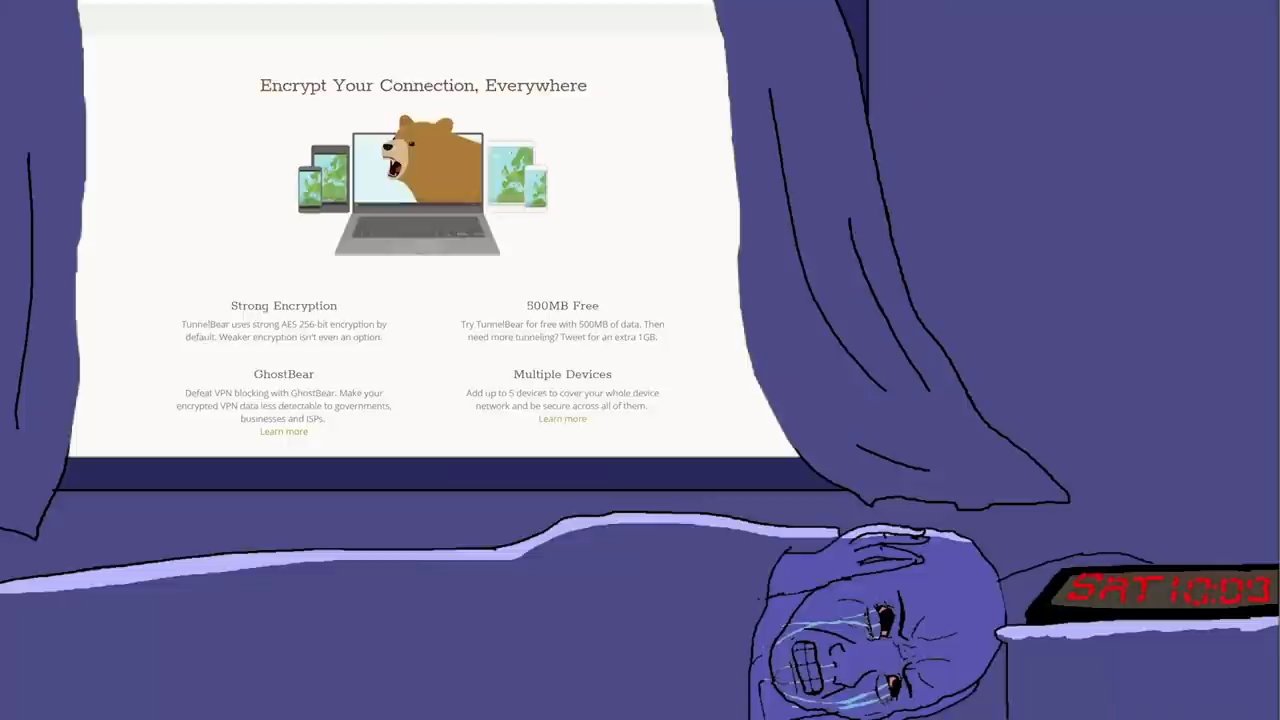 Encrypt Your Connection, Everywhere
Strong Encryption
TunnelBear uses strong AES 256-bit encryption by
default. Weaker encryption isn't even an option.
500MB Free
Try TunnelBear for free with 500MB of data. Then
need more tunneling? Tweet for an extra 1GB.
GhostBear
Defeat VPN blocking with GhostBear. Make your
encrypted VPN data less detectable to governments,
businesses and ISPs.
Learn more
Multiple Devices
Add up to 5 devices to cover your whole device
network and be secure across all of them.
Learn more
SAT 10:09